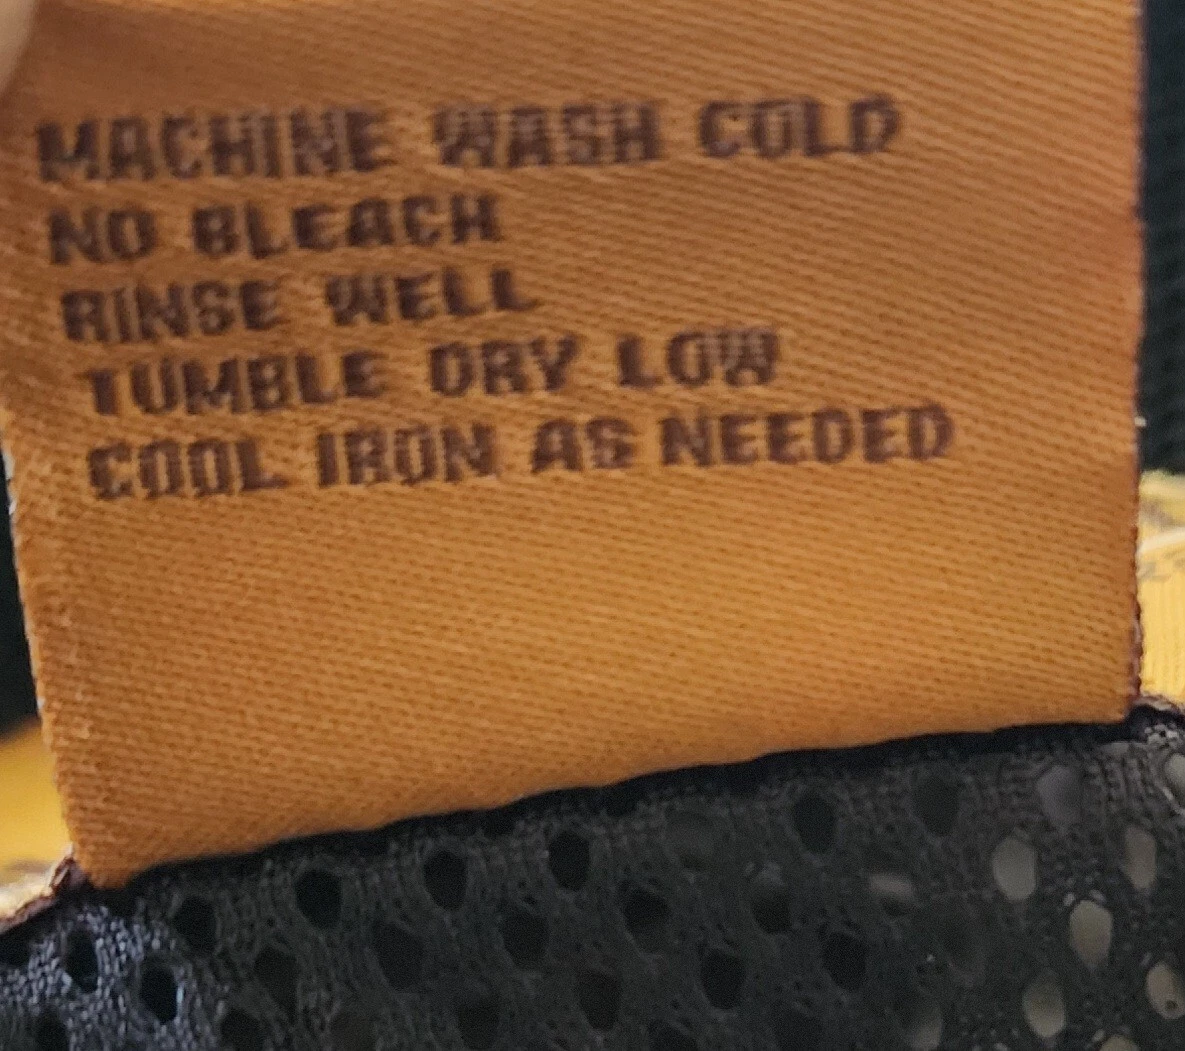 MACHINE WASH COLD
NO BLEACH
RINSE WELL
TUMBLE DRY LOW
COOL IRON AS NEEDED